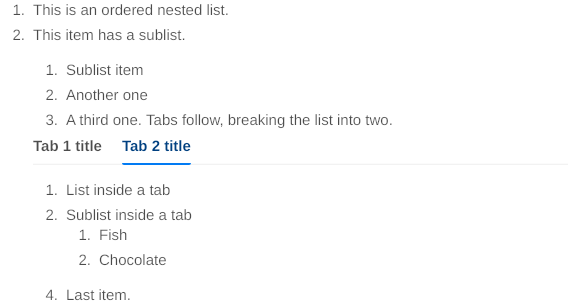 1. This is an ordered nested list.
2. This item has a sublist.
1. Sublist item
2. Another one
3. A third one. Tabs follow, breaking the list into two.
Tab 1 title Tab 2 title
1. List inside a tab
2. Sublist inside a tab
1. Fish
2. Chocolate
4. Last item.